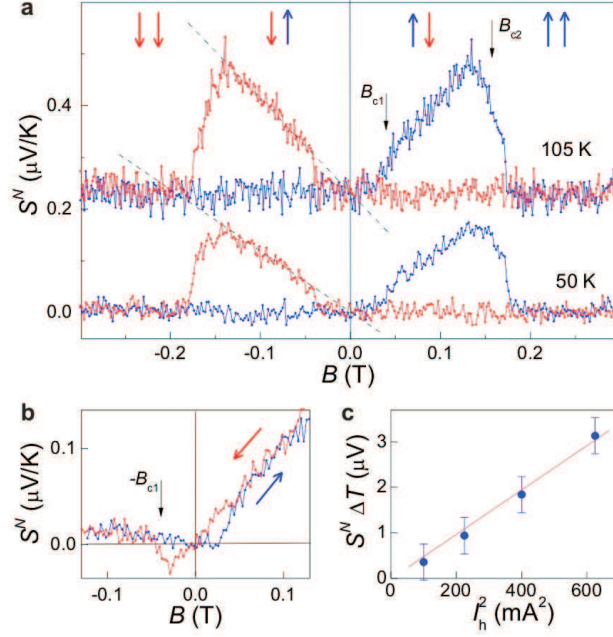 a
B_c1
B_c2
105 K
50 K
S^N (μV/K)
0.4
0.2
0.0
-0.2 -0.1 0.0 0.1 0.2
B (T)
b
-B_c1
S^N (μV/K)
0.1
0.0
-0.1 0.0 0.1
B (T)
c
S^N ΔT (μV)
3
2
1
0
0 200 400 600
I_h^2 (mA^2)